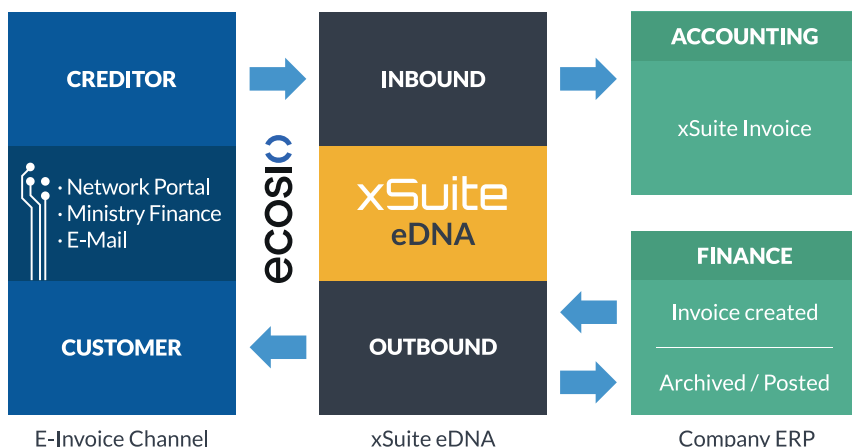 CREDITOR
· Network Portal
· Ministry Finance
· E-Mail
CUSTOMER
E-Invoice Channel
ecosio
INBOUND
xSuite
eDNA
OUTBOUND
xSuite eDNA
ACCOUNTING
xSuite Invoice
FINANCE
Invoice created
Archived / Posted
Company ERP